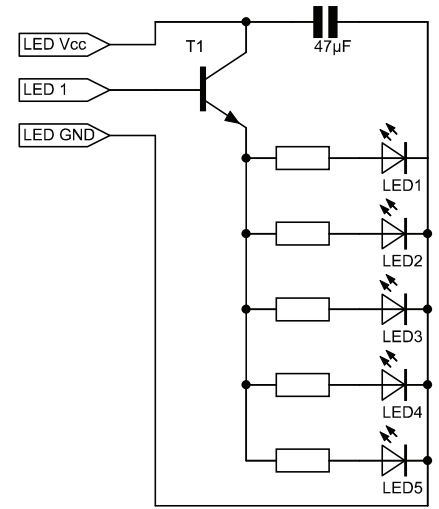 LED Vcc
T1
47µF
LED 1
LED GND
LED1
LED2
LED3
LED4
LED5